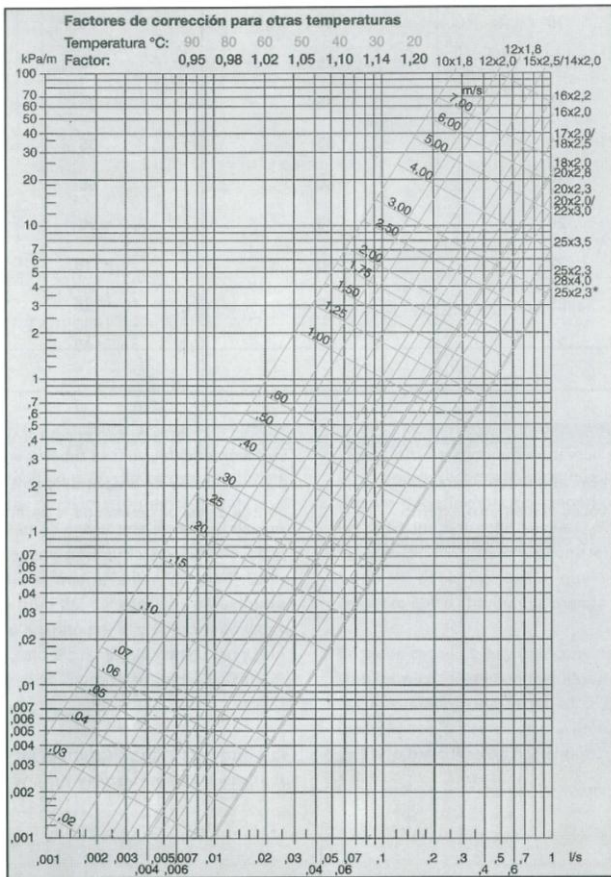 Factores de corrección para otras temperaturas
Temperatura °C: 90 80 60 50 40 30 20
Factor: 0,95 0,98 1,02 1,05 1,10 1,14 1,20
kPa/m
12x1,8
10x1,8 12x2,0 15x2,5/14x2,0
m/s
100
70
60
50
40
30
20
10
7
6
5
4
3
2
1
,7
,6
,5
,4
,3
,2
,1
,07
,06
,05
,04
,03
,02
,01
,007
,006
,005
,004
,003
,002
,001
7,00
6,00
5,00
4,00
3,00
2,50
2,00
1,75
1,50
1,25
1,00
,60
,50
,40
,30
,25
,20
,15
,10
,07
,06
,05
,04
,03
,02
16x2,2
16x2,0
17x2,0/
18x2,5
18x2,0
20x2,8
20x2,3
20x2,0/
22x3,0
25x3,5
25x2,3
28x4,0
25x2,3*
,001 ,002 ,003 ,005 ,007 ,01 ,02 ,03 ,05 ,07 ,1 ,2 ,3 ,5 ,7 1 l/s
,004 ,006 ,04 ,06 ,4 ,6